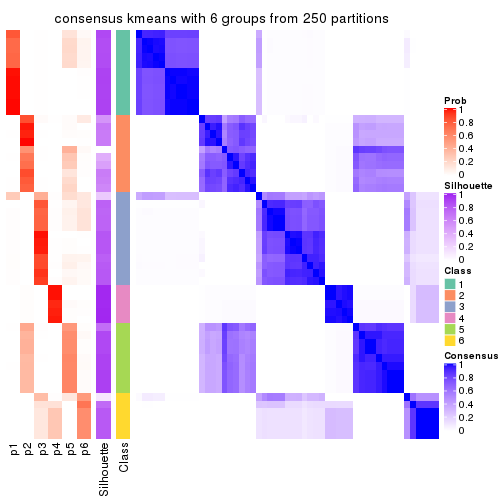 consensus kmeans with 6 groups from 250 partitions
Prob
1
0.8
0.6
0.4
0.2
0
Silhouette
1
0.8
0.6
0.4
0.2
0
Class
1
2
3
4
5
6
Consensus
1
0.8
0.6
0.4
0.2
0
p1
p2
p3
p4
p5
p6
Silhouette
Class